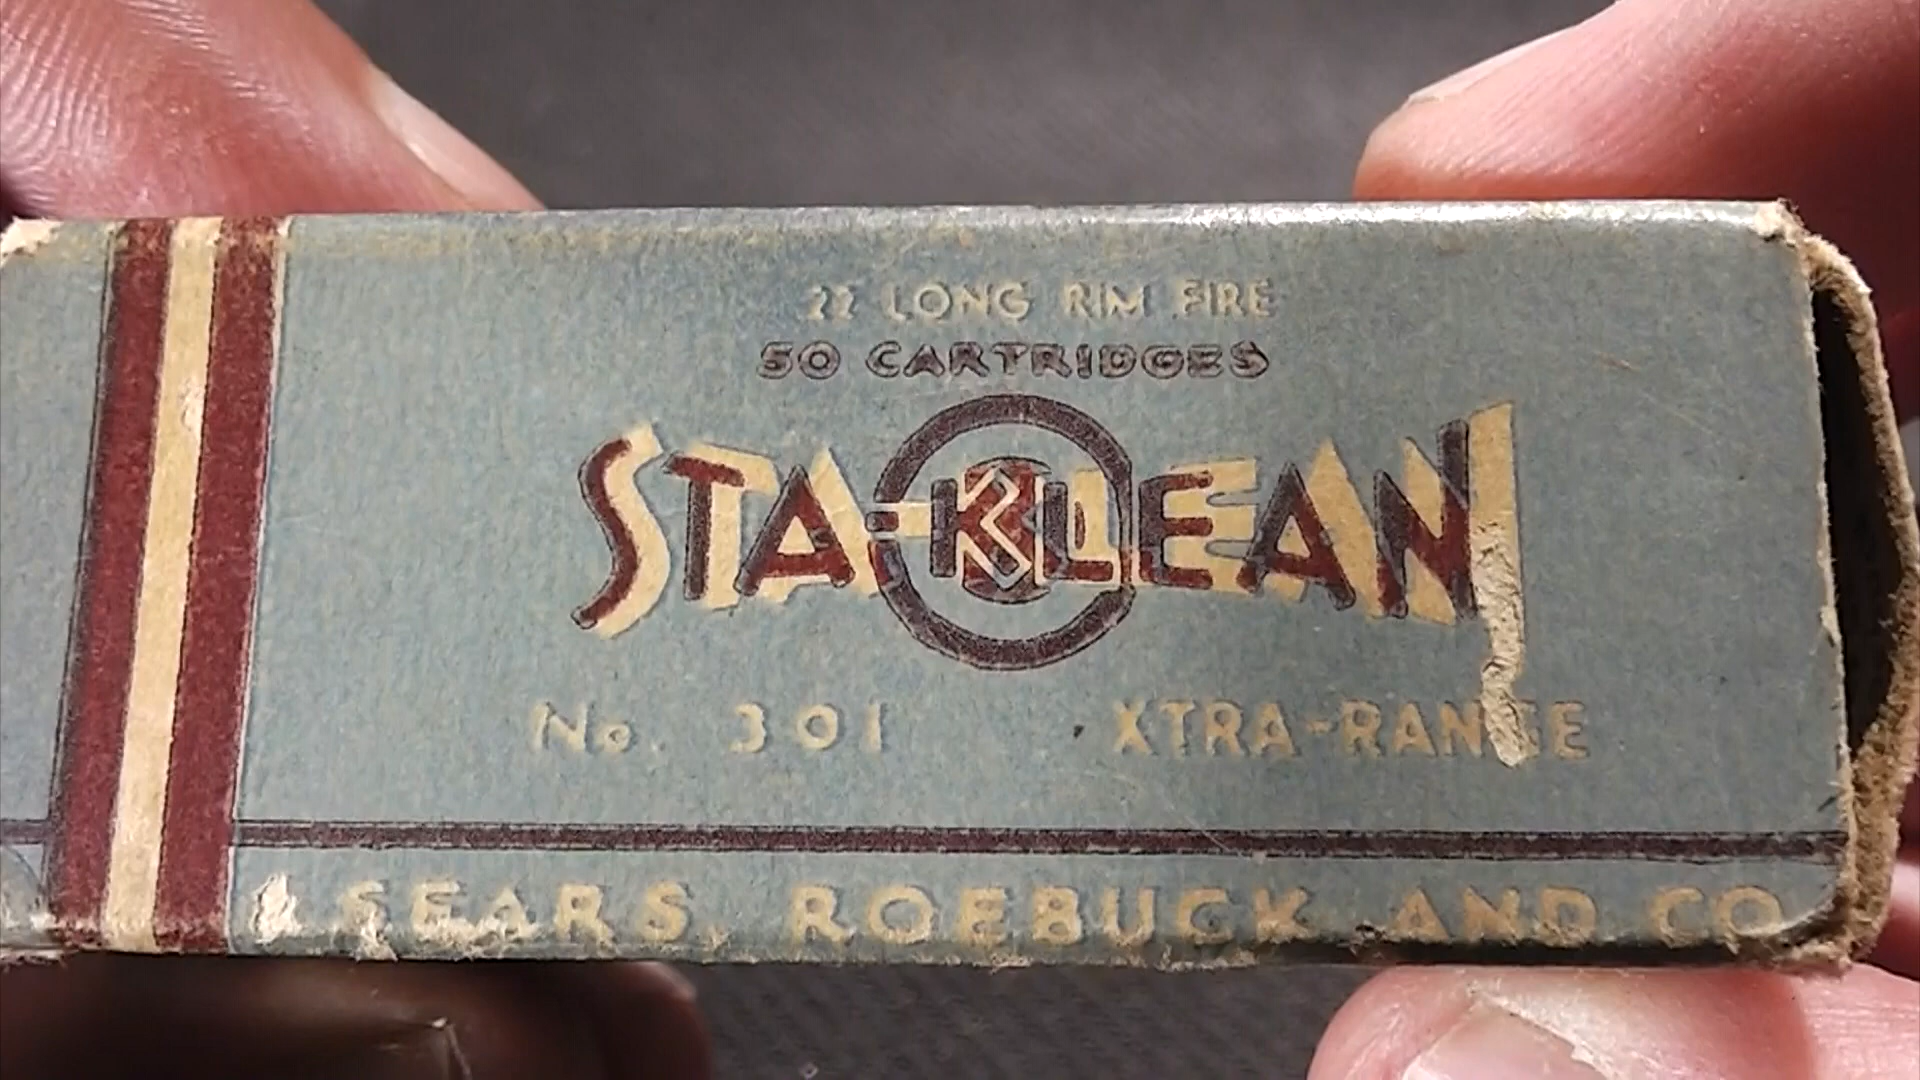 .22 LONG RIM FIRE
50 CARTRIDGES
STA-KLEAN
No. 301 XTRA-RANGE
SEARS, ROEBUCK AND CO